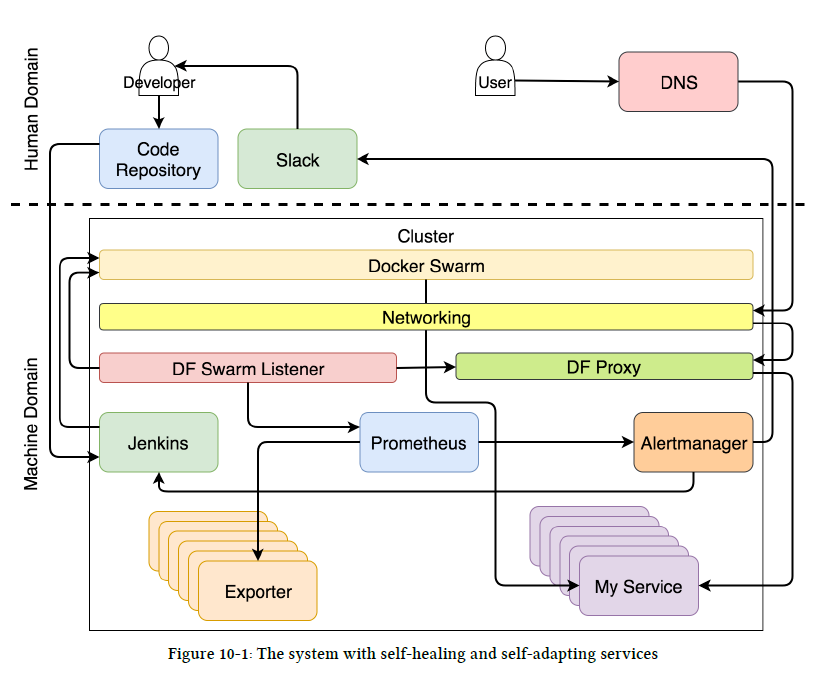 Human Domain
Developer
User
DNS
Code
Repository
Slack
Cluster
Docker Swarm
Networking
DF Swarm Listener
DF Proxy
Machine Domain
Jenkins
Prometheus
Alertmanager
Exporter
My Service
Figure 10-1: The system with self-healing and self-adapting services